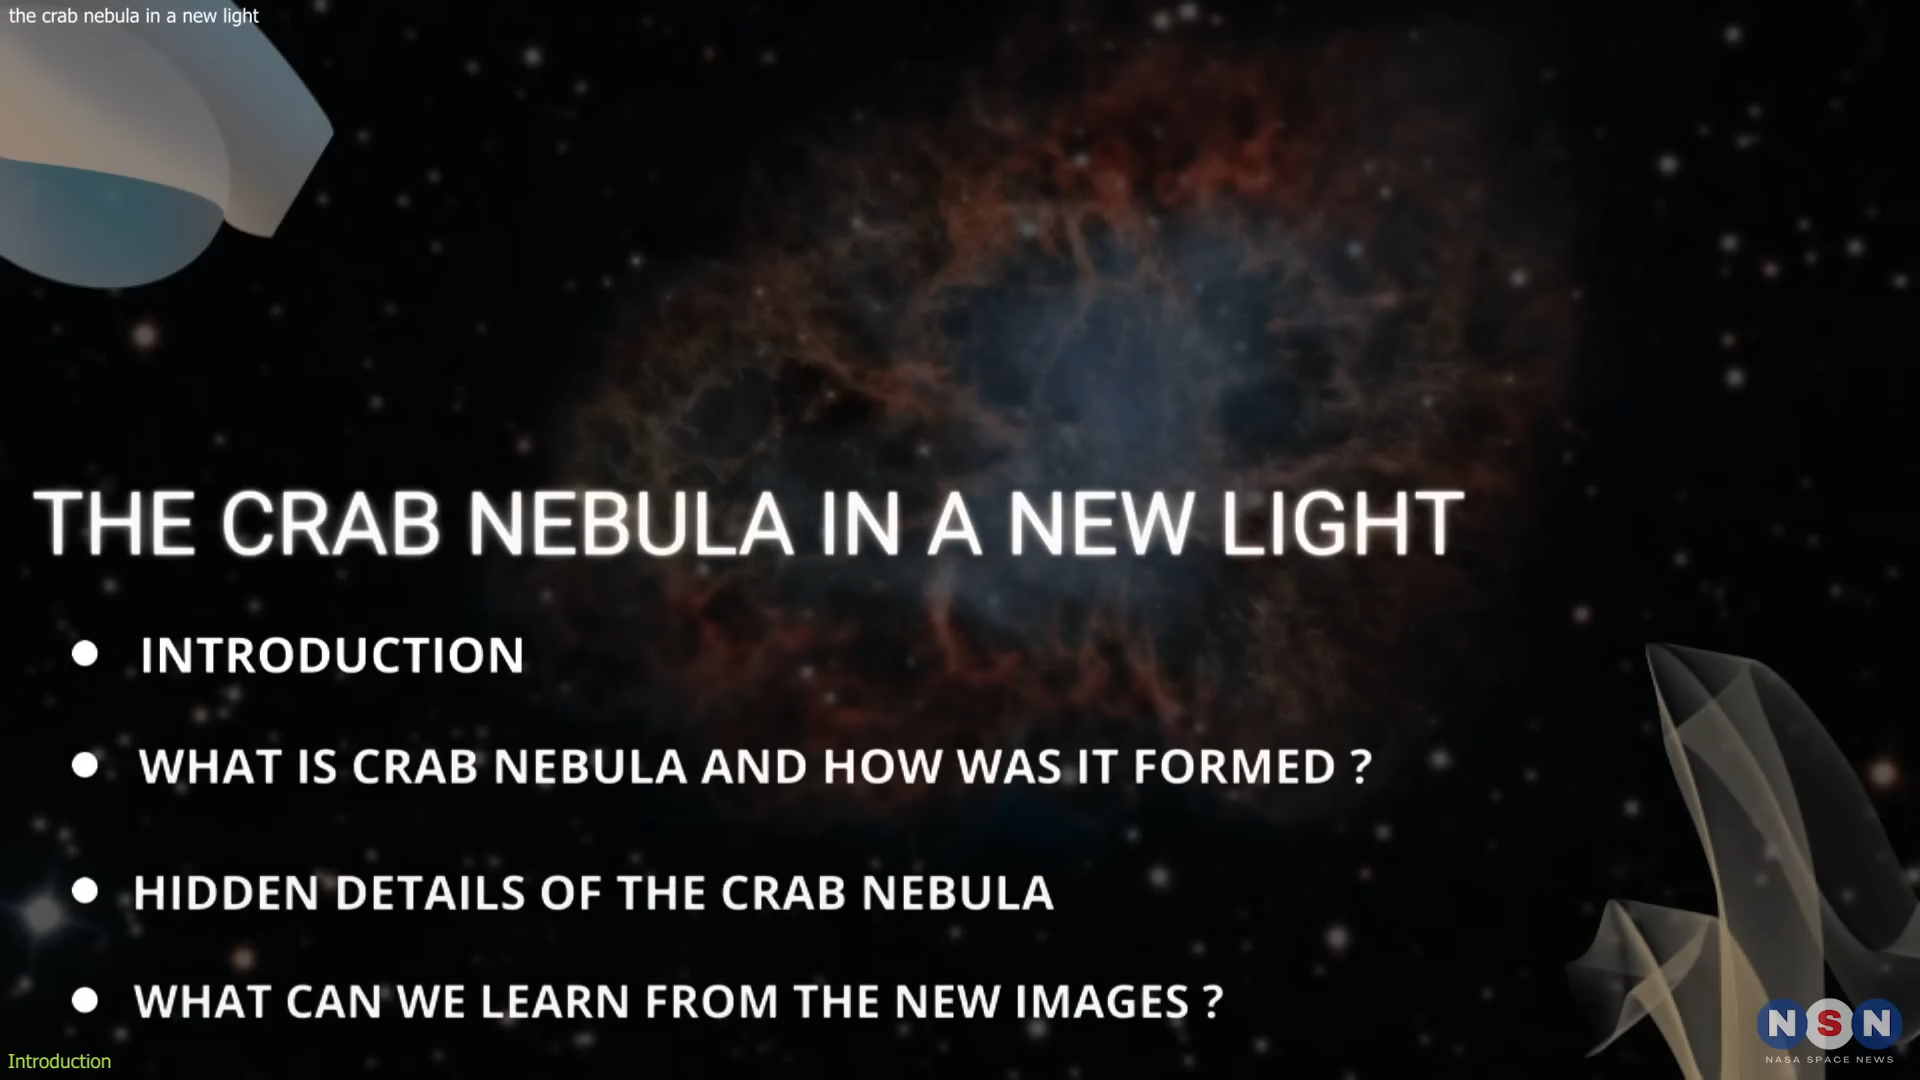 the crab nebula in a new light
THE CRAB NEBULA IN A NEW LIGHT
● INTRODUCTION
● WHAT IS CRAB NEBULA AND HOW WAS IT FORMED ?
● HIDDEN DETAILS OF THE CRAB NEBULA
● WHAT CAN WE LEARN FROM THE NEW IMAGES ?
Introduction
NSN
NASA SPACE NEWS